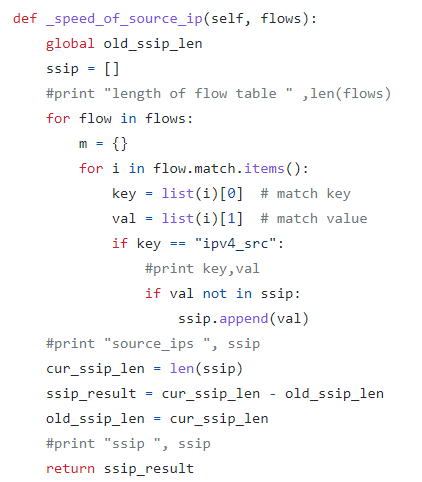 def _speed_of_source_ip(self, flows):
    global old_ssip_len
    ssip = []
    #print "length of flow table " ,len(flows)
    for flow in flows:
        m = {}
        for i in flow.match.items():
            key = list(i)[0]  # match key
            val = list(i)[1]  # match value
            if key == "ipv4_src":
                #print key,val
                if val not in ssip:
                    ssip.append(val)
    #print "source_ips ", ssip
    cur_ssip_len = len(ssip)
    ssip_result = cur_ssip_len - old_ssip_len
    old_ssip_len = cur_ssip_len
    #print "ssip ", ssip
    return ssip_result